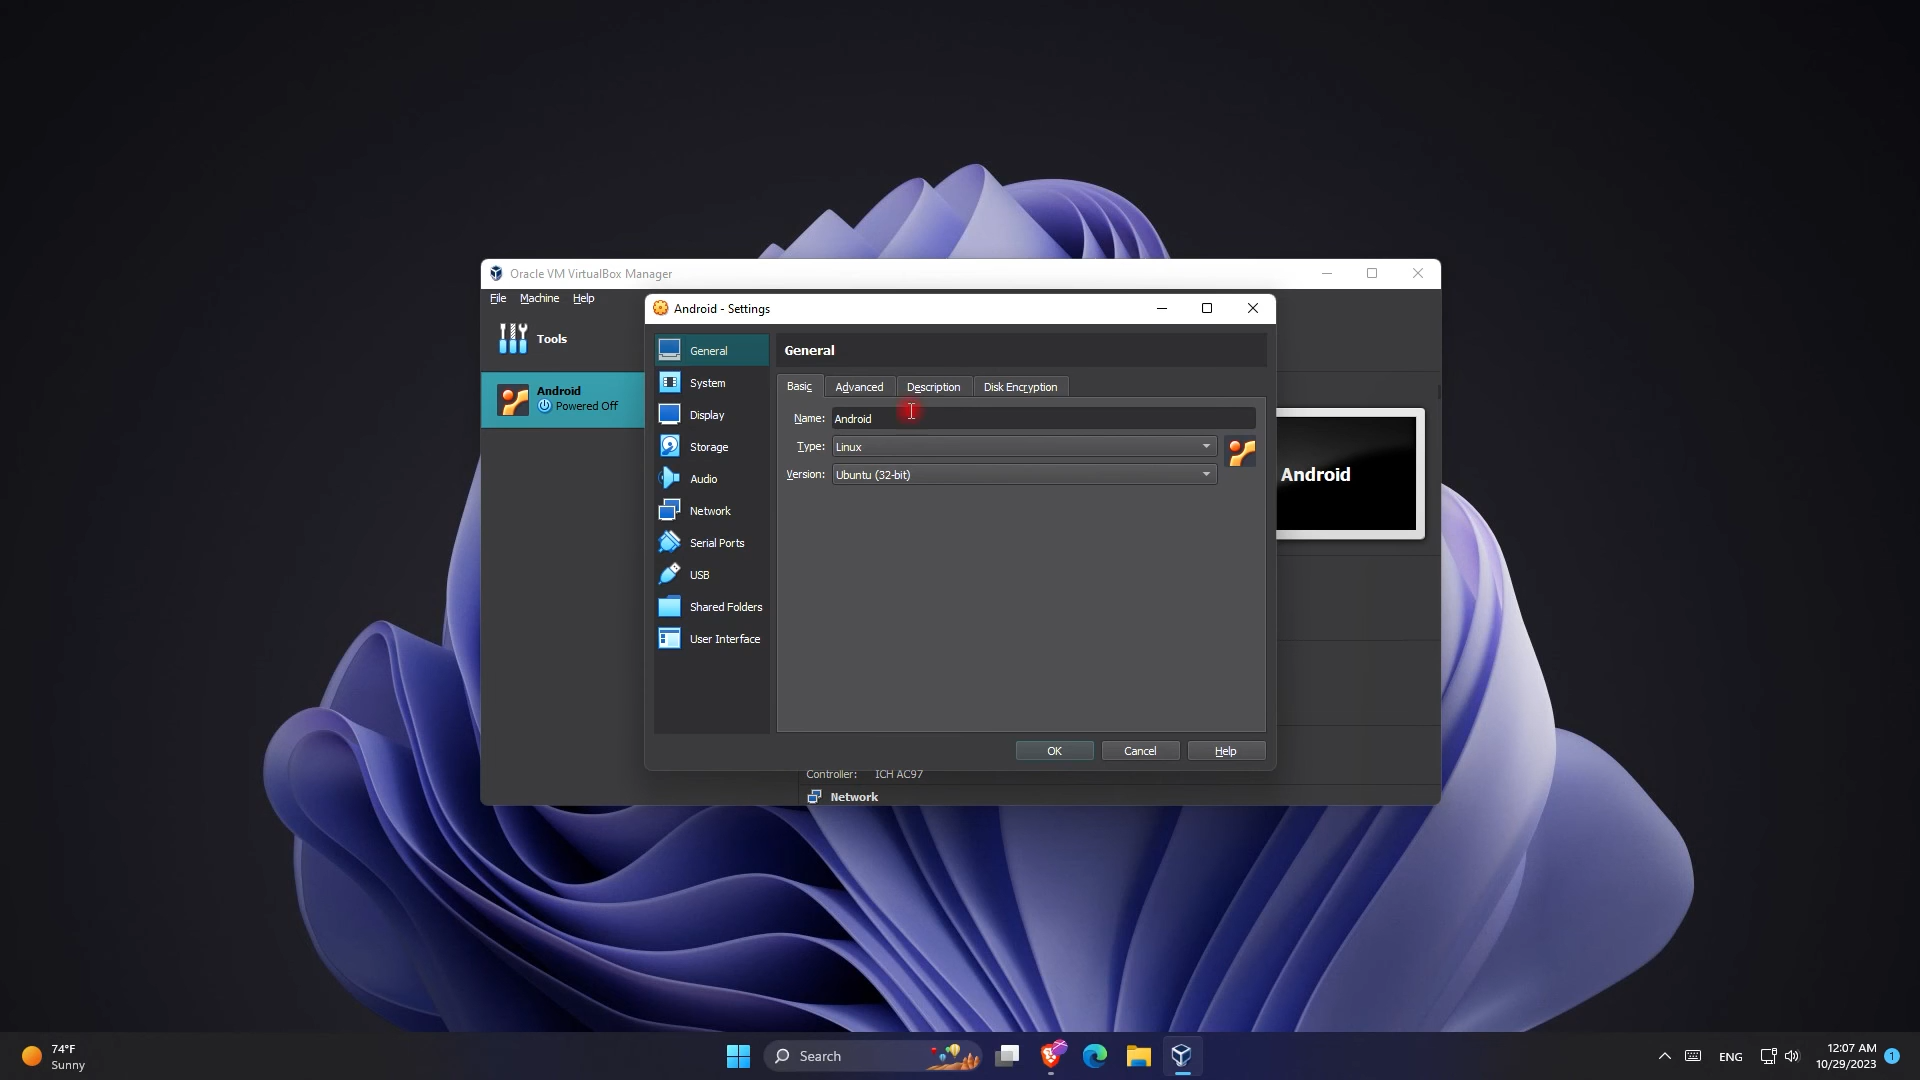 Oracle VM VirtualBox Manager
File Machine Help
Android - Settings
Tools
General
General
System
Basic Advanced Description Disk Encryption
Android
Powered Off
Display
Name: Android
Storage
Type: Linux
Audio
Version: Ubuntu (32-bit)
Android
Network
Serial Ports
USB
Shared Folders
User Interface
OK Cancel Help
Controller: ICH AC97
Network
74°F
Sunny
Search
ENG
12:07 AM
10/29/2023
1